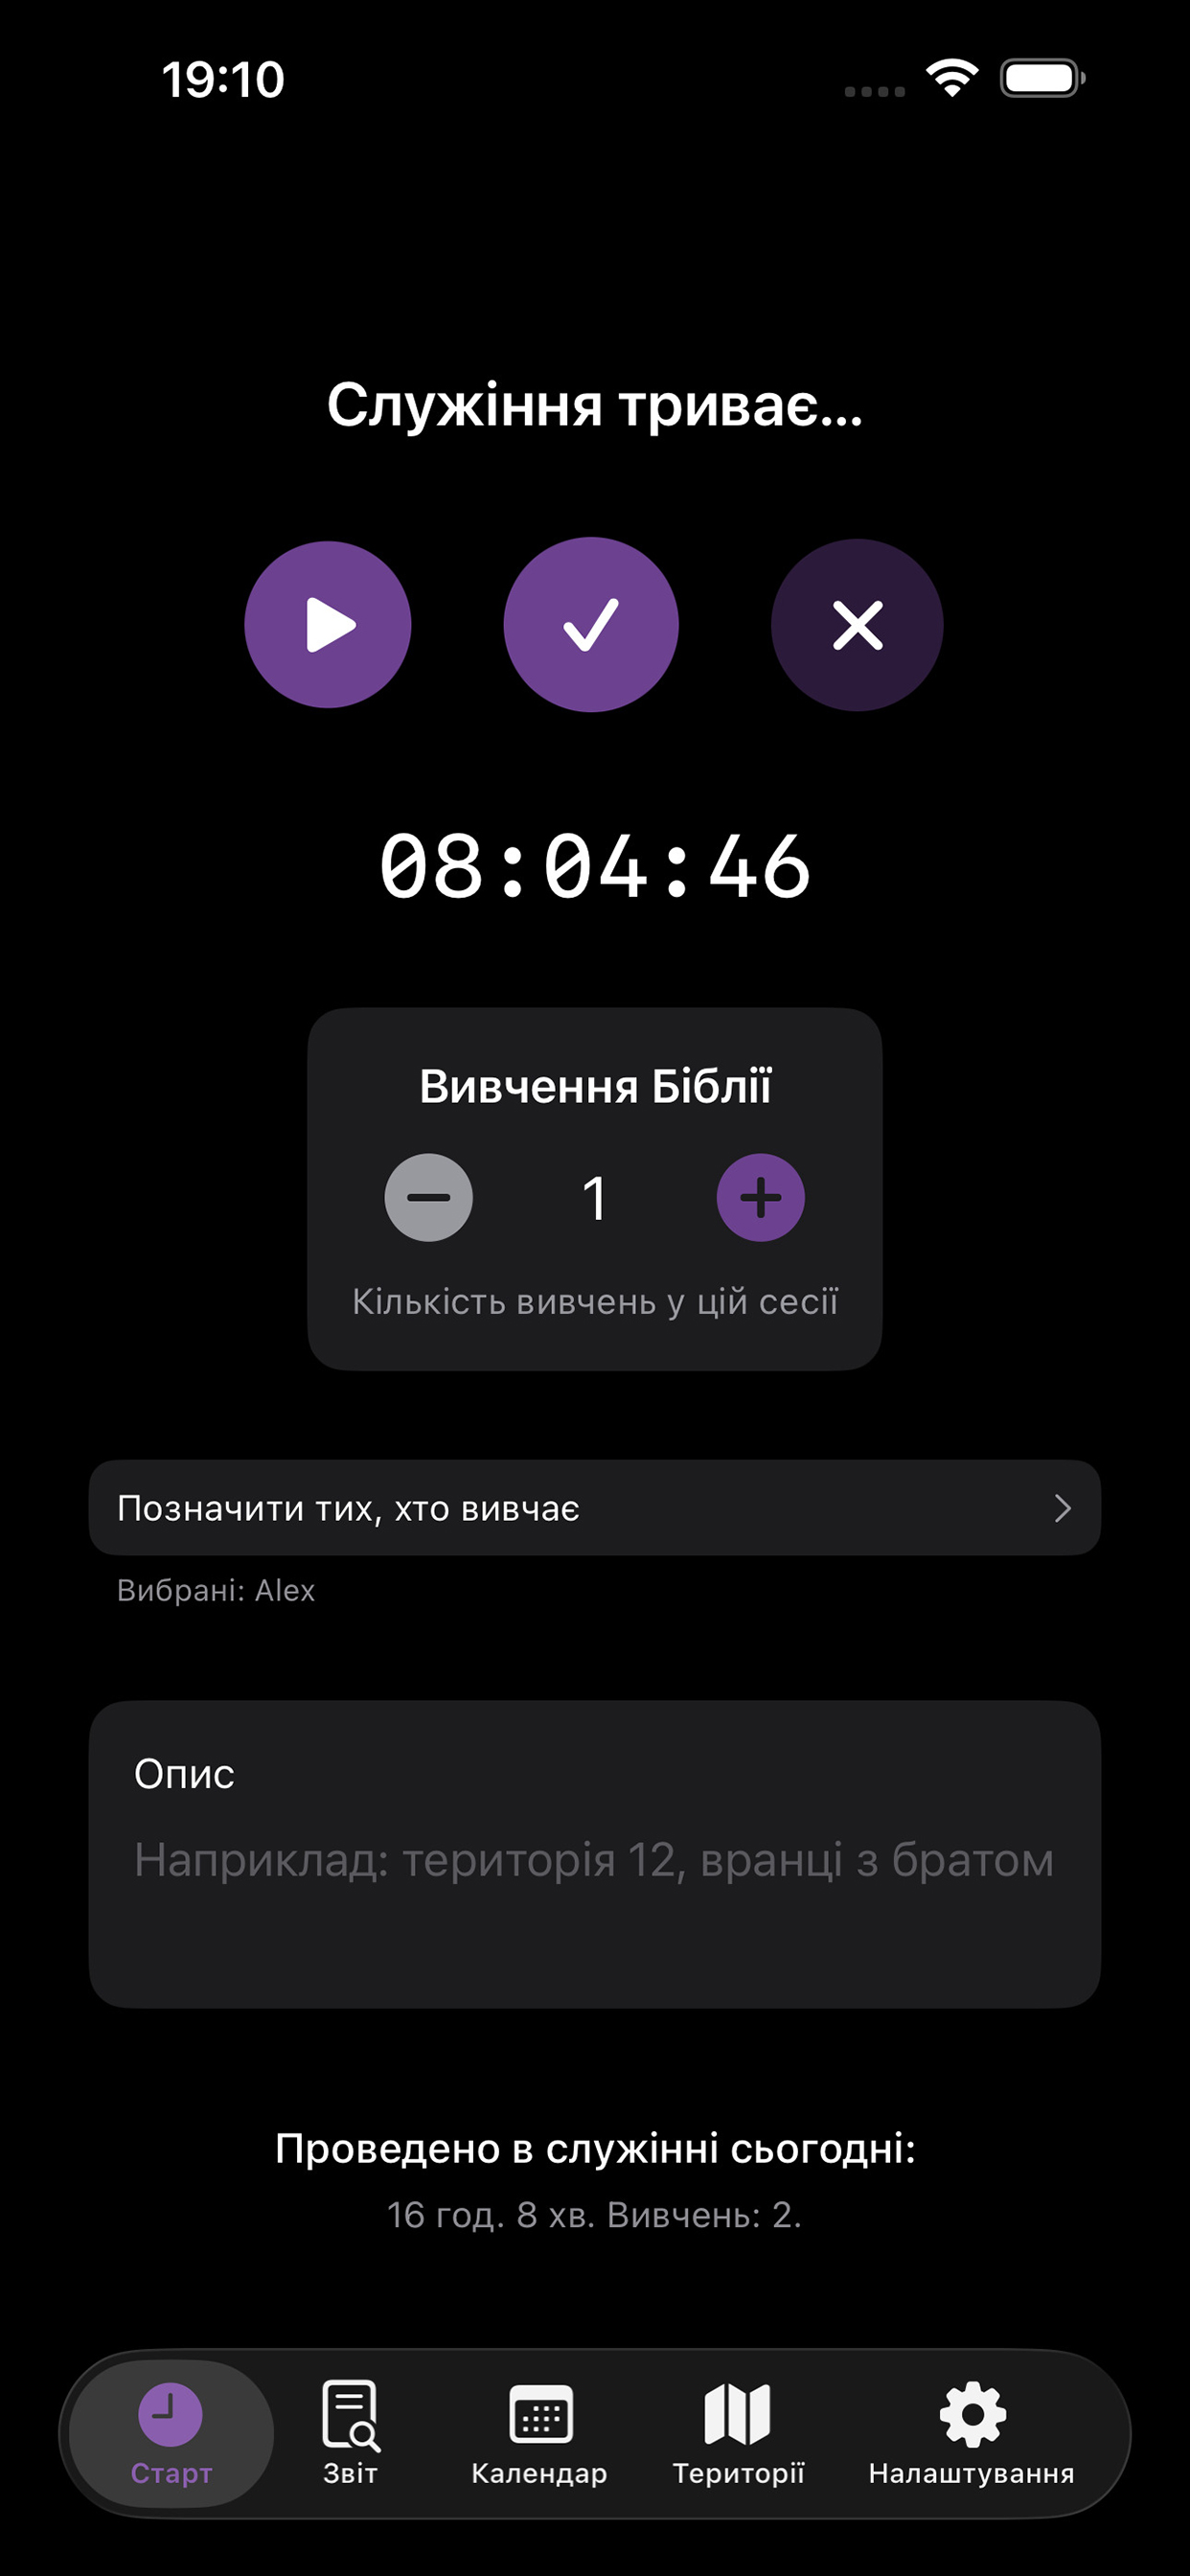 19:10
Служіння триває...
08:04:46
Вивчення Біблії
1
Кількість вивчень у цій сесії
Позначити тих, хто вивчає
Вибрані: Alex
Опис
Наприклад: територія 12, вранці з братом
Проведено в служінні сьогодні:
16 год. 8 хв. Вивчень: 2.
Старт
Звіт
Календар
Території
Налаштування